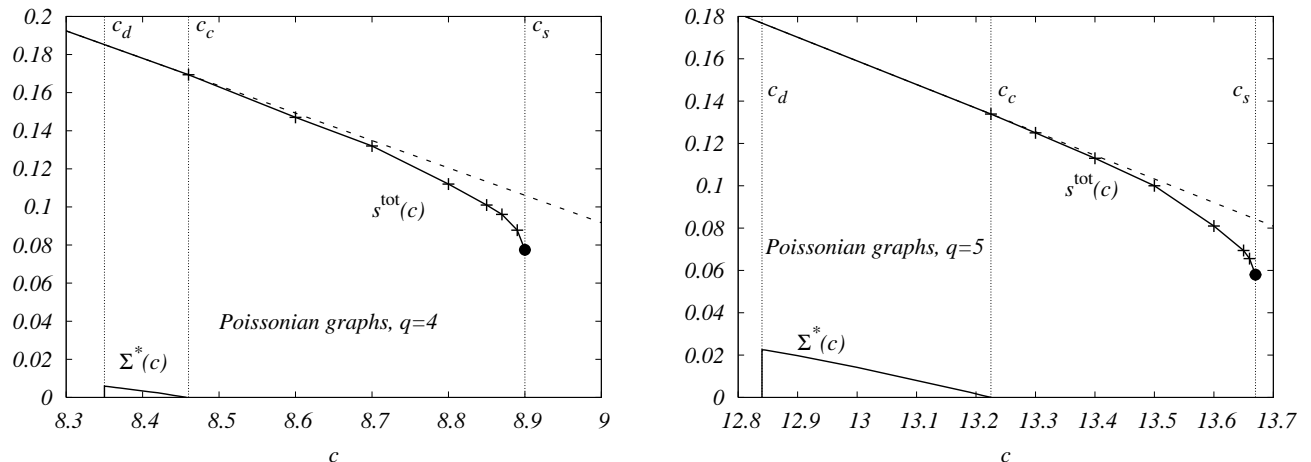 0.2
0.18
0.16
0.14
0.12
0.1
0.08
0.06
0.04
0.02
0
c_d
c_c
c_s
s^tot(c)
Poissonian graphs, q=4
Σ^*(c)
8.3 8.4 8.5 8.6 8.7 8.8 8.9 9
c
0.18
0.16
0.14
0.12
0.1
0.08
0.06
0.04
0.02
0
c_d
c_c
c_s
s^tot(c)
Poissonian graphs, q=5
Σ^*(c)
12.8 12.9 13 13.1 13.2 13.3 13.4 13.5 13.6 13.7
c